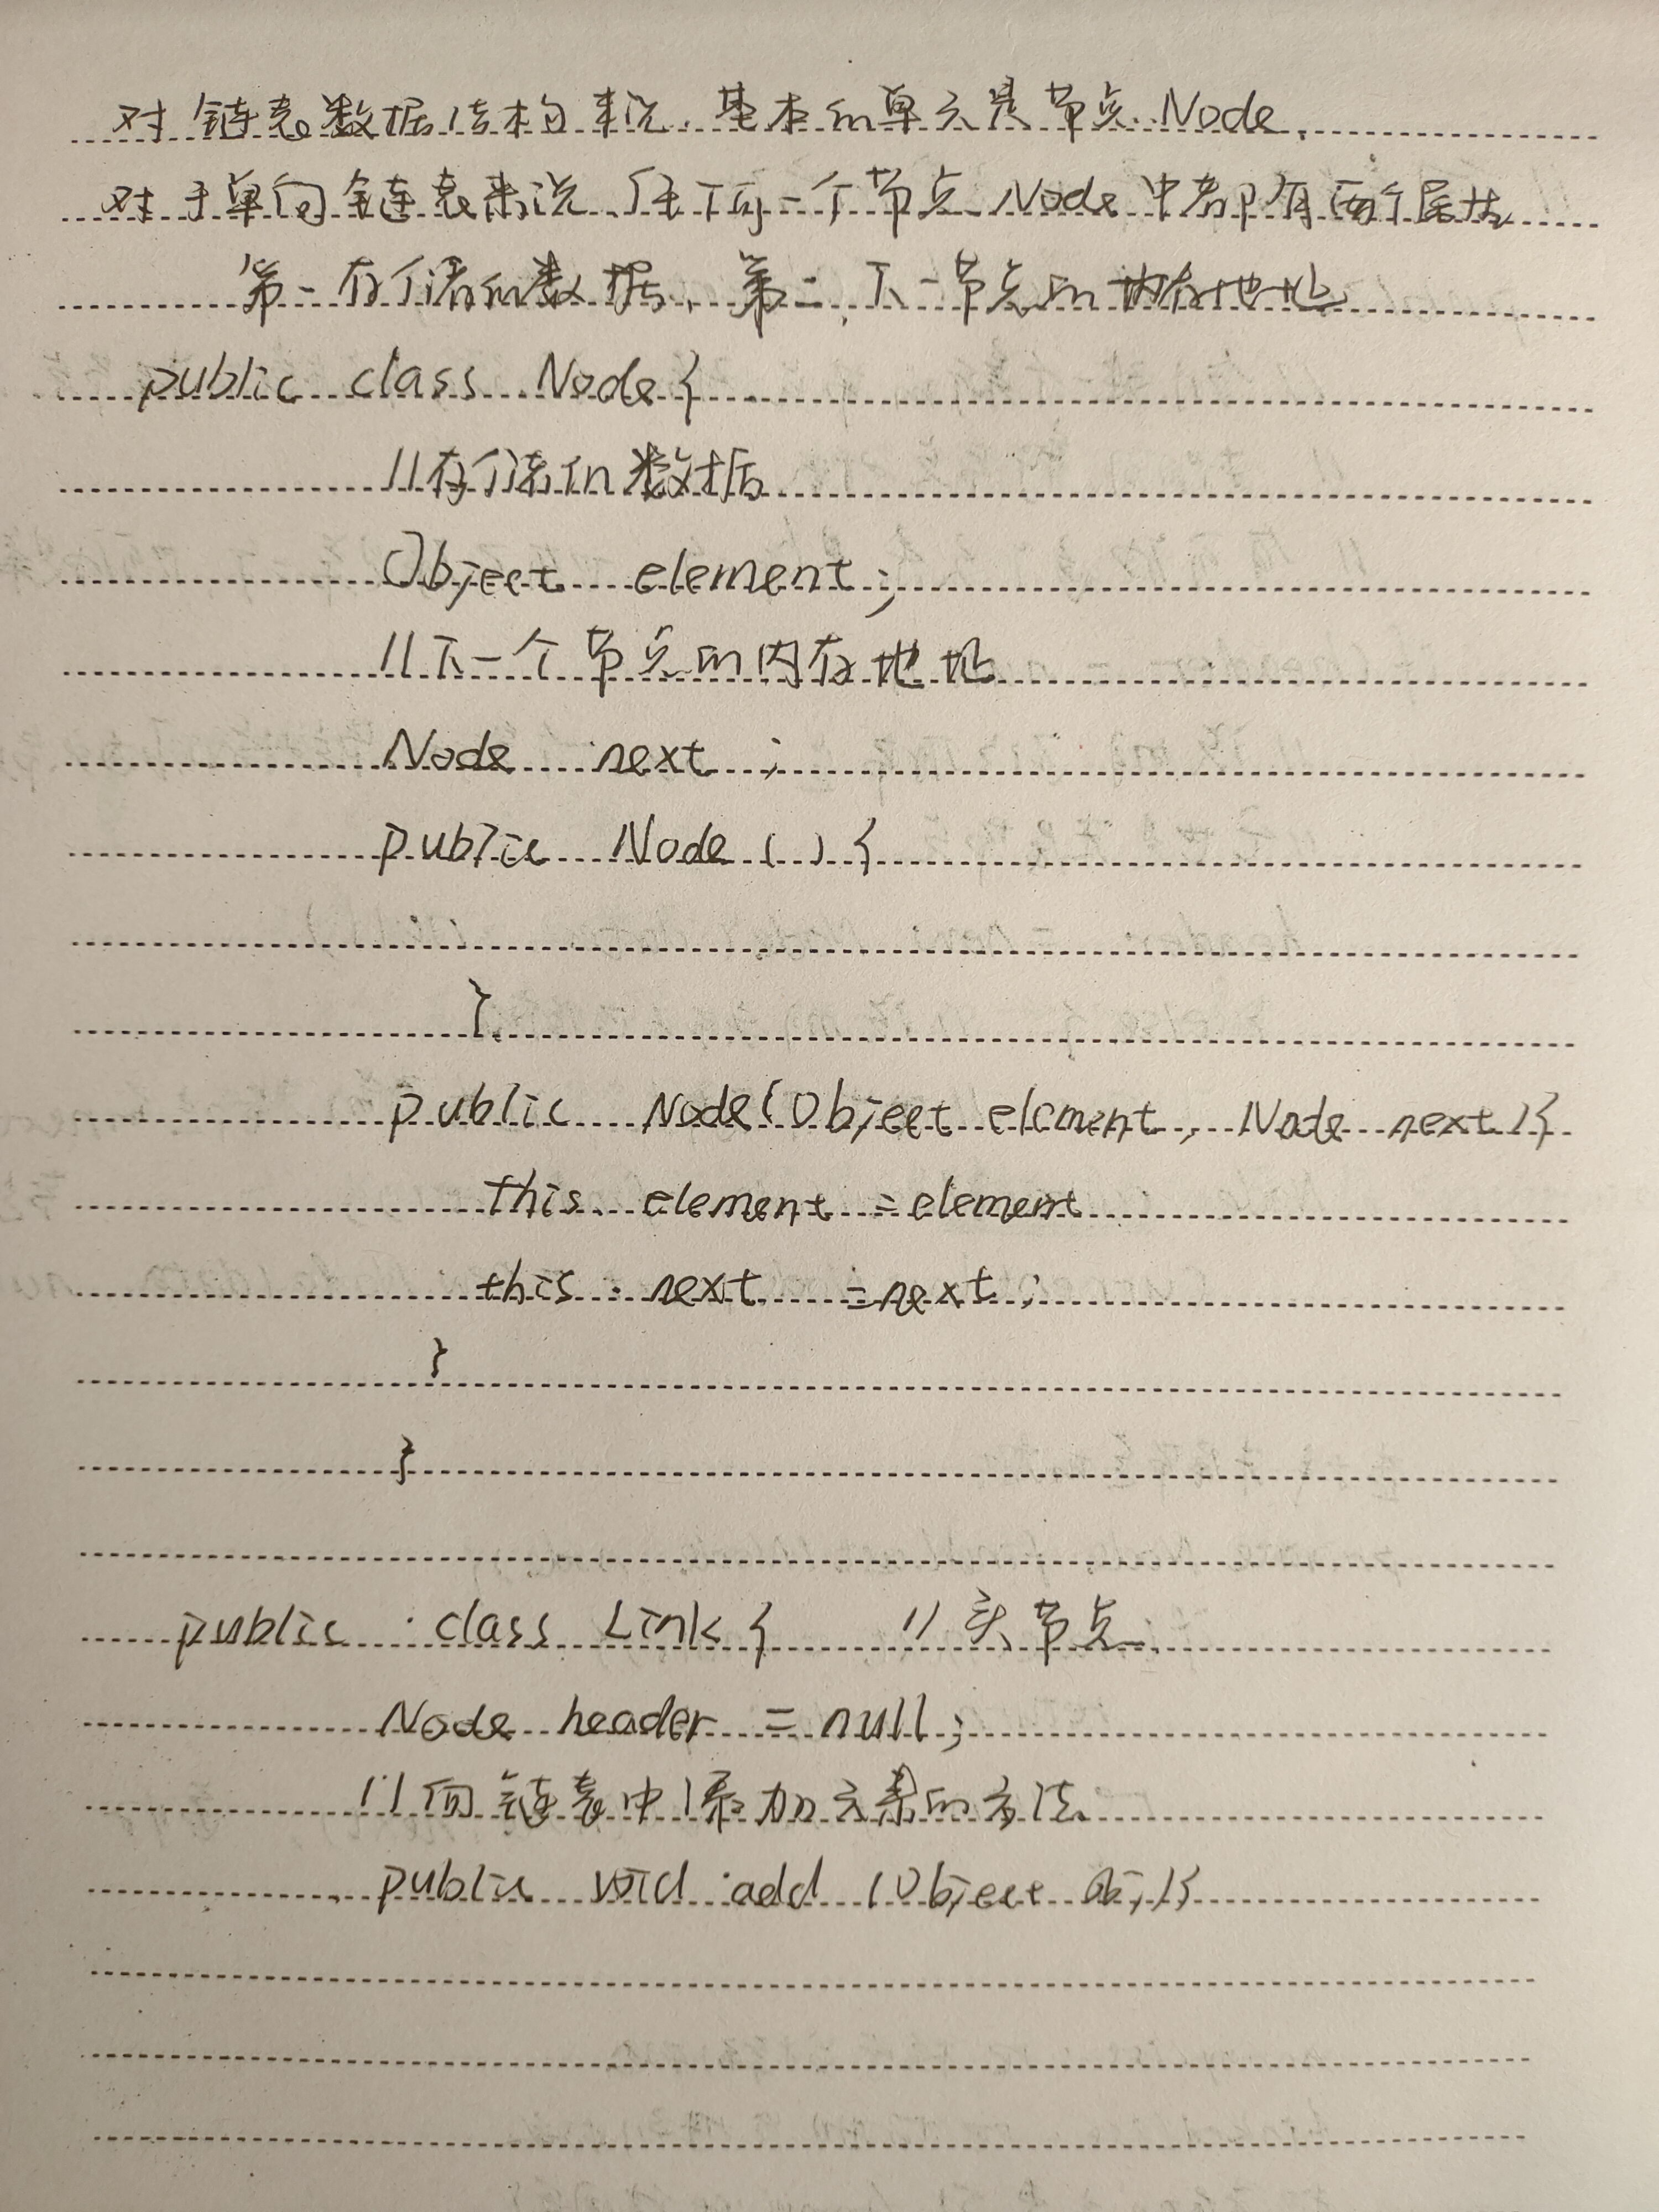 对链表数据结构来说，基本的单元是节点Node.
对于单向链表来说 任何一个节点Node中都有两个属性
第一存储的数据、第二，下一节点的内存地址
public class Node{
//存储的数据
Object element;
//下一个节点的内存地址
Node next;
public Node(){
}
public Node(Object element, Node next){
this. element = element
this. next = next;
}
}
public class Link{ //头节点
Node header = null;
//向链表中添加元素的方法
public void add (Object obj){